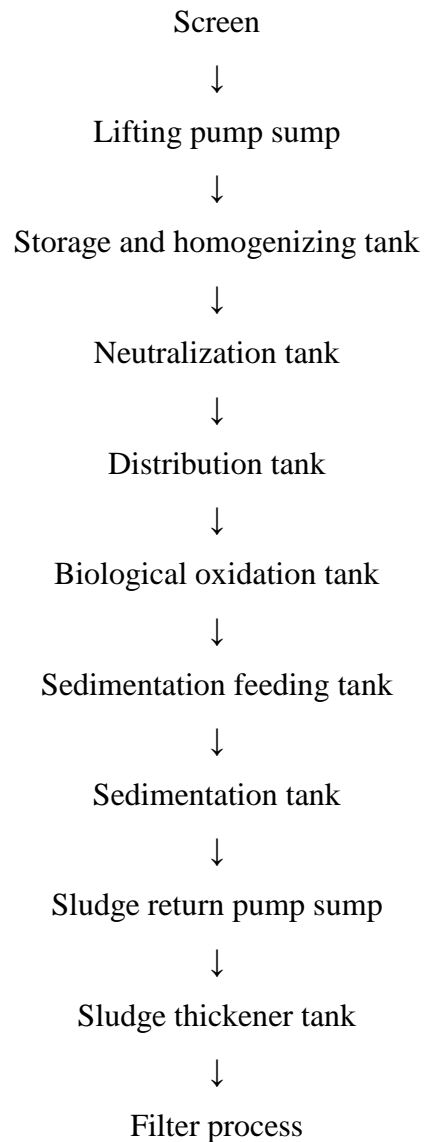 Screen
↓
Lifting pump sump
↓
Storage and homogenizing tank
↓
Neutralization tank
↓
Distribution tank
↓
Biological oxidation tank
↓
Sedimentation feeding tank
↓
Sedimentation tank
↓
Sludge return pump sump
↓
Sludge thickener tank
↓
Filter process